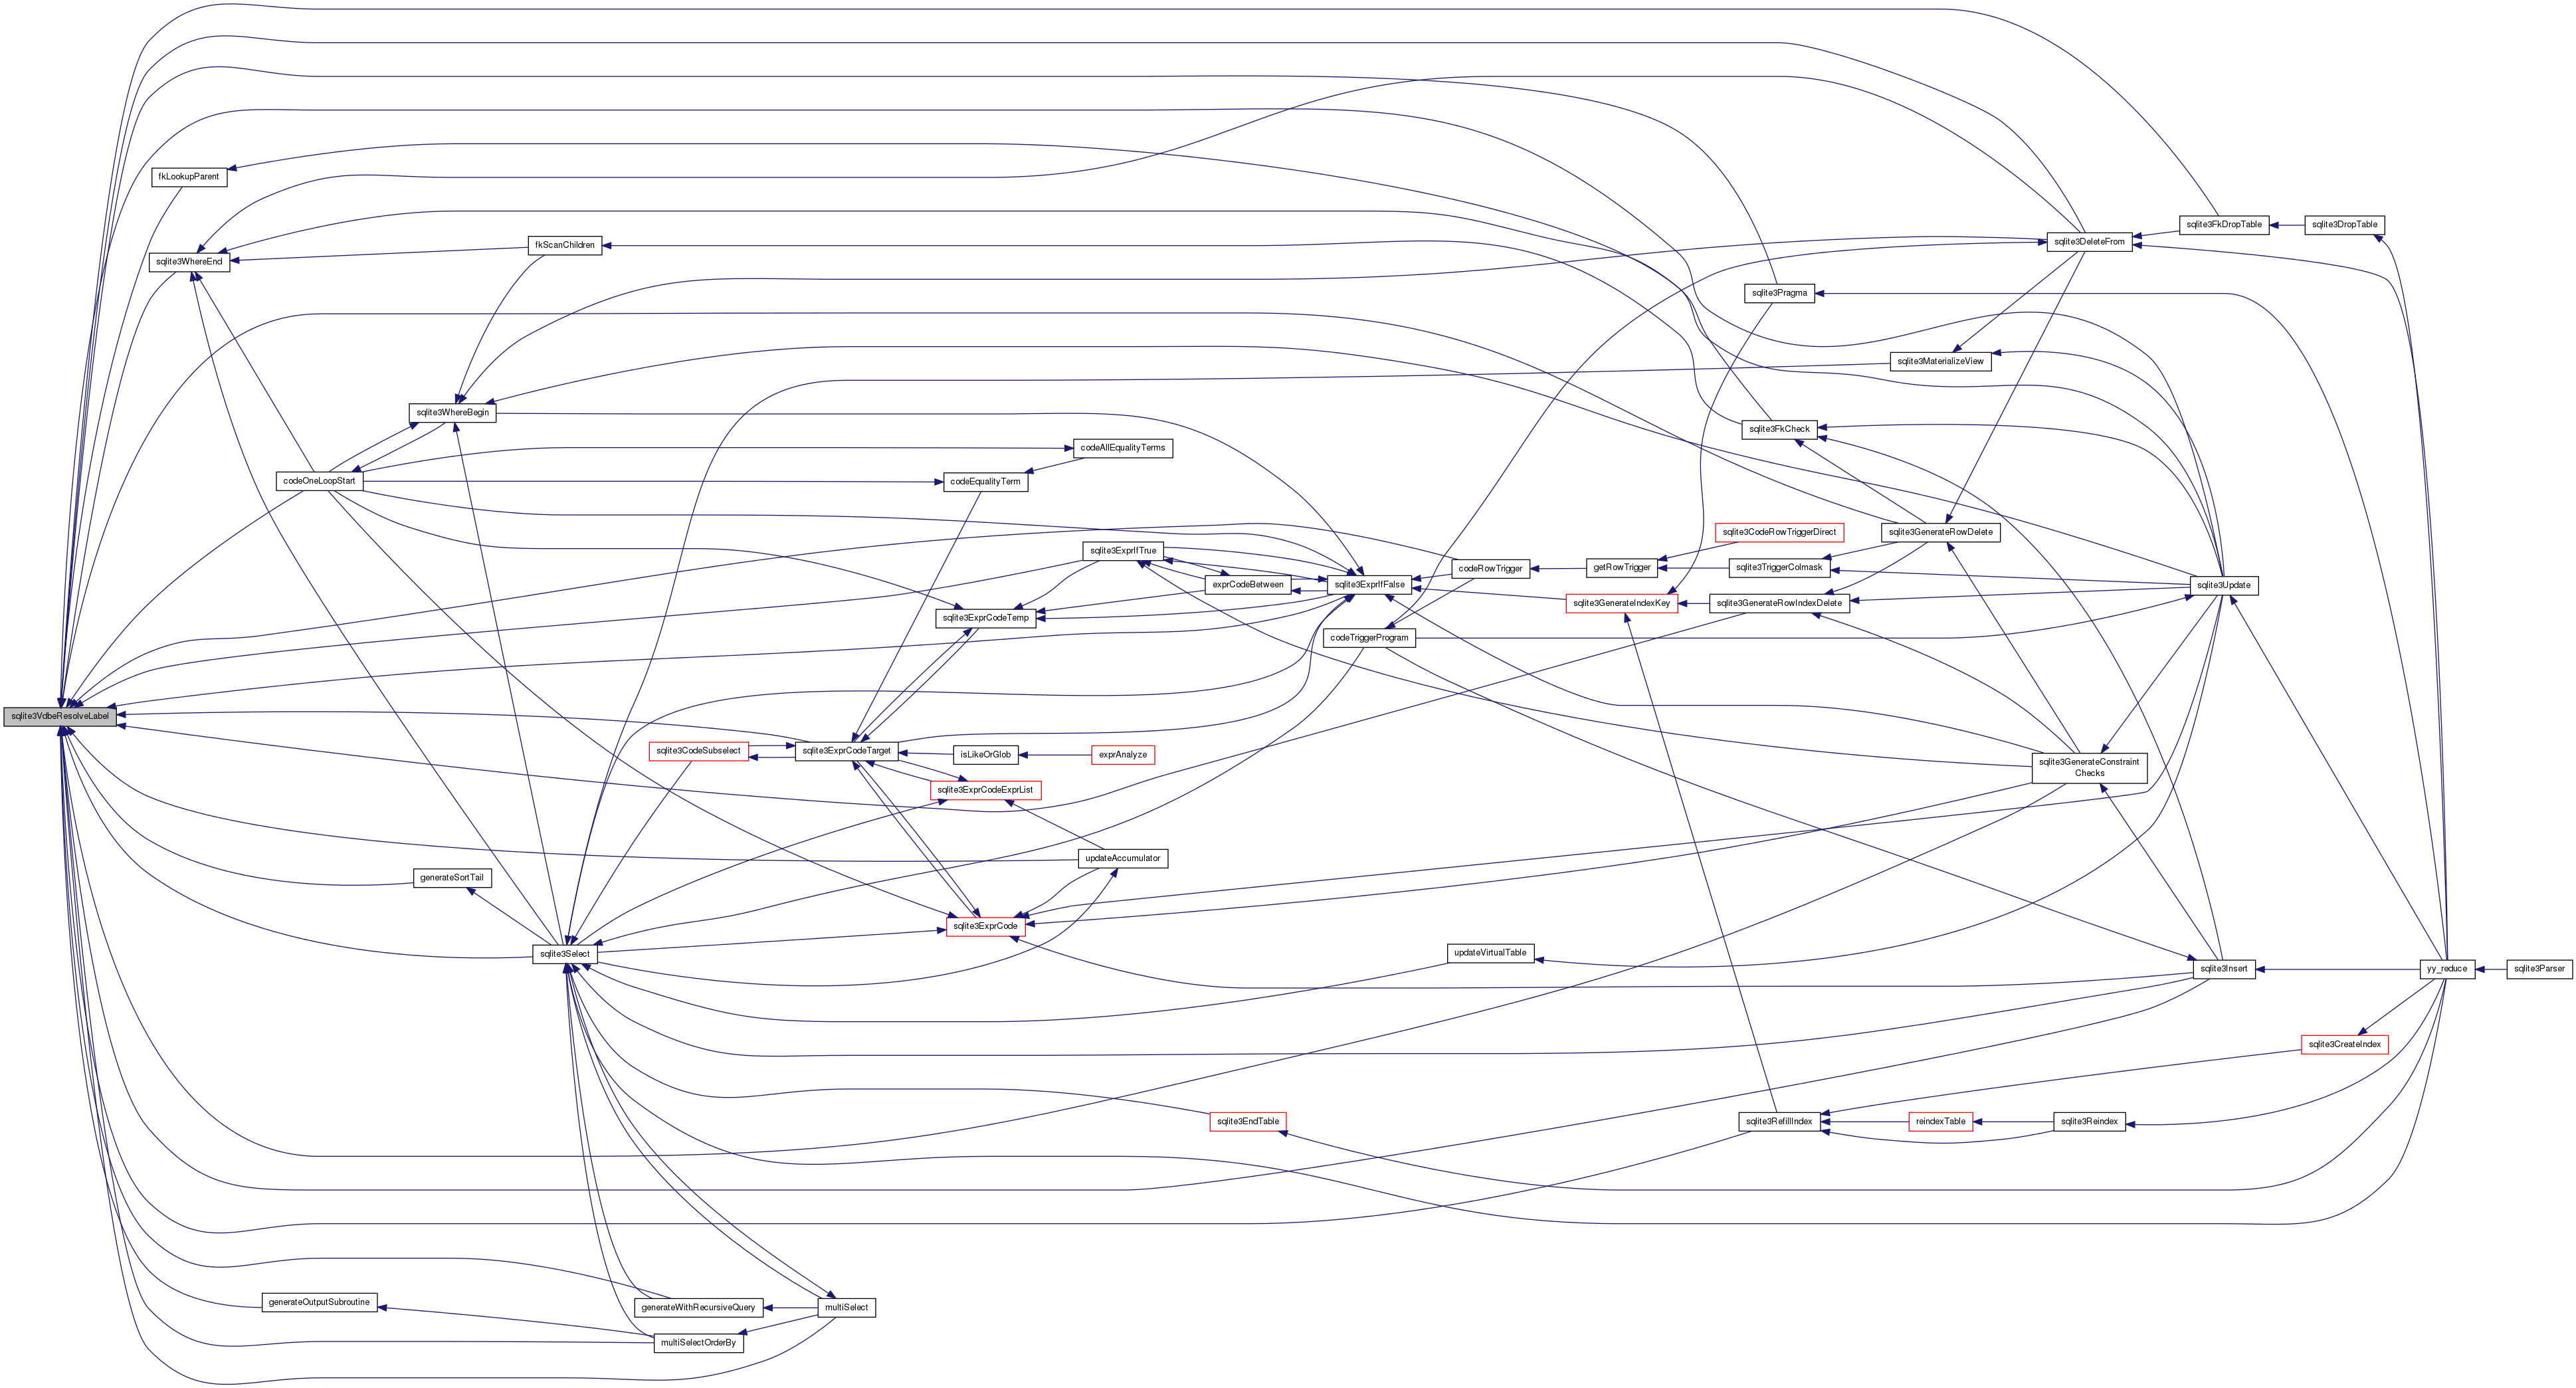 fkLookupParent
sqlite3FkDropTable
sqlite3DropTable
sqlite3DeleteFrom
fkScanChildren
sqlite3WhereEnd
sqlite3Pragma
sqlite3MaterializeView
sqlite3WhereBegin
sqlite3FkCheck
codeAllEqualityTerms
codeOneLoopStart
codeEqualityTerm
sqlite3CodeRowTriggerDirect
sqlite3GenerateRowDelete
sqlite3ExprIfTrue
codeRowTrigger
getRowTrigger
sqlite3TriggerColmask
exprCodeBetween
sqlite3ExprIfFalse
sqlite3Update
sqlite3GenerateIndexKey
sqlite3GenerateRowIndexDelete
sqlite3ExprCodeTemp
codeTriggerProgram
sqlite3VdbeResolveLabel
sqlite3CodeSubselect
sqlite3ExprCodeTarget
isLikeOrGlob
exprAnalyze
sqlite3GenerateConstraint
Checks
sqlite3ExprCodeExprList
updateAccumulator
generateSortTail
sqlite3ExprCode
sqlite3Select
updateVirtualTable
sqlite3Insert
yy_reduce
sqlite3Parser
sqlite3CreateIndex
sqlite3EndTable
sqlite3RefillIndex
reindexTable
sqlite3Reindex
generateOutputSubroutine
generateWithRecursiveQuery
multiSelect
multiSelectOrderBy